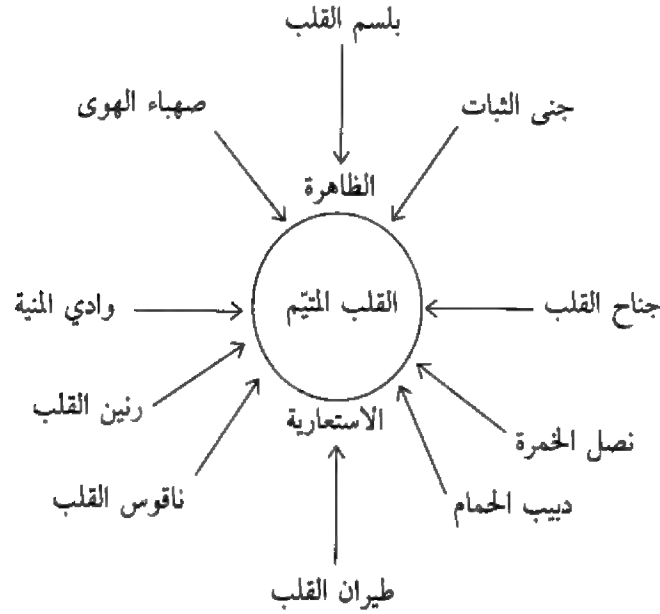 بلسم القلب
صهباء الهوى
جنى الثبات
الظاهرة
القلب المتيّم
وادي المنية
جناح القلب
رنين القلب
الاستعارية
نصل الخمرة
ناقوس القلب
دبيب الحمام
طيران القلب